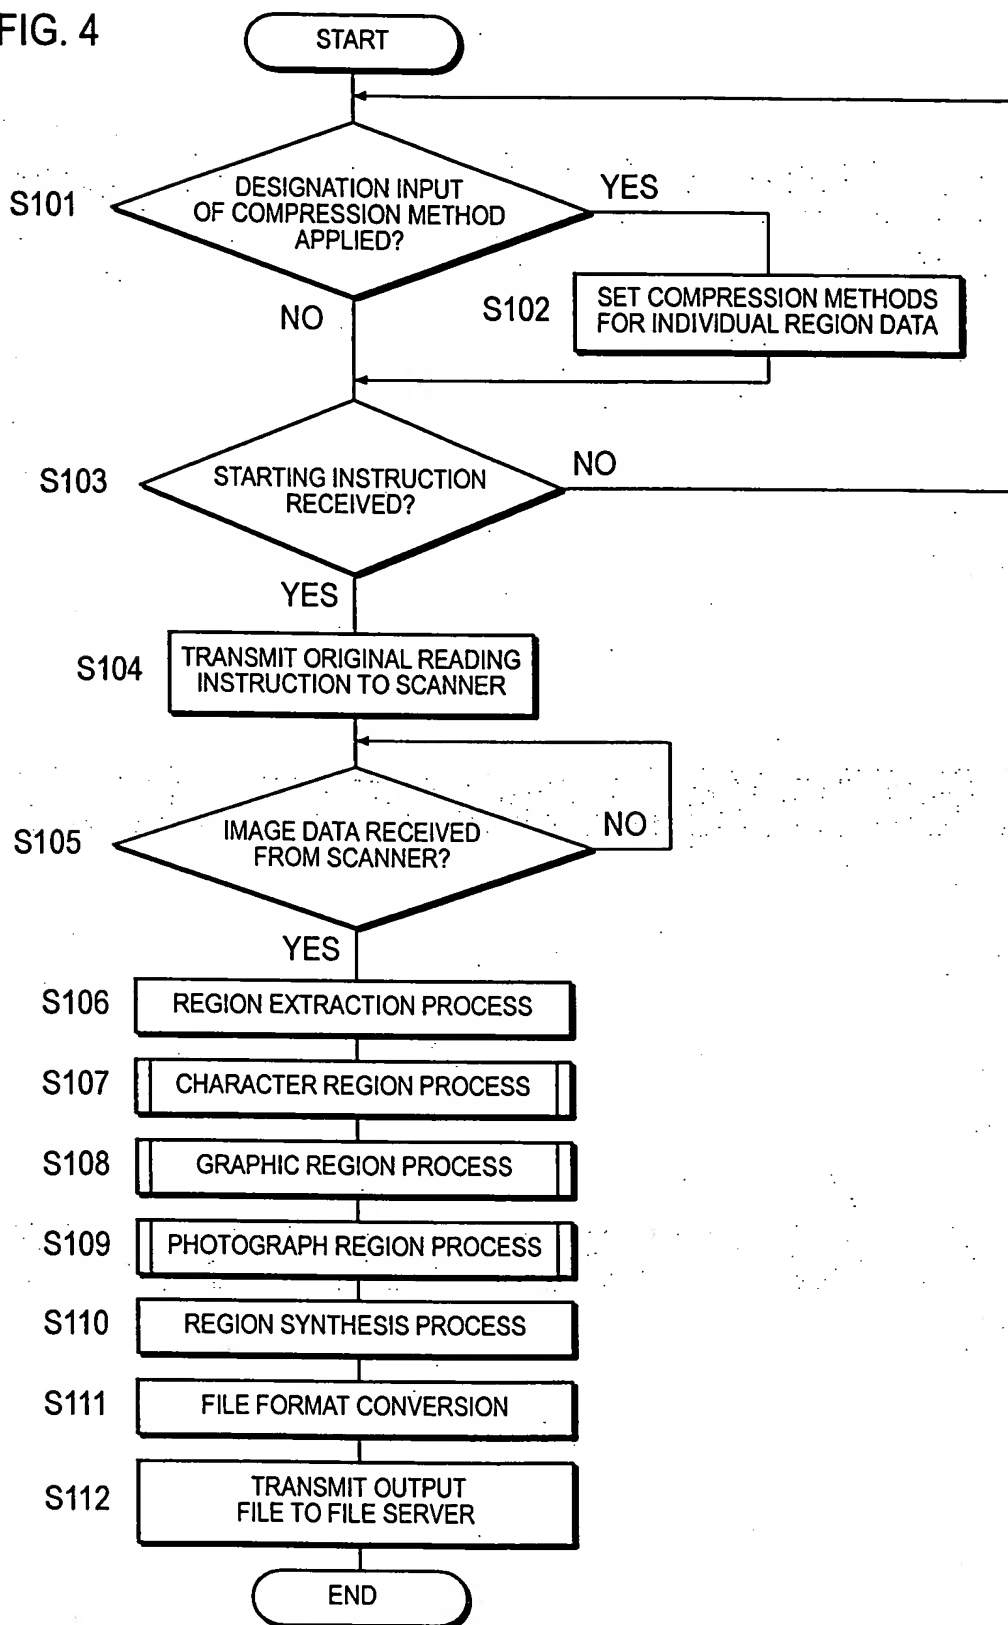 FIG. 4
START
S101
DESIGNATION INPUT
OF COMPRESSION METHOD
APPLIED?
YES
S102
SET COMPRESSION METHODS
FOR INDIVIDUAL REGION DATA
NO
S103
STARTING INSTRUCTION
RECEIVED?
NO
YES
S104
TRANSMIT ORIGINAL READING
INSTRUCTION TO SCANNER
S105
IMAGE DATA RECEIVED
FROM SCANNER?
NO
YES
S106
REGION EXTRACTION PROCESS
S107
CHARACTER REGION PROCESS
S108
GRAPHIC REGION PROCESS
S109
PHOTOGRAPH REGION PROCESS
S110
REGION SYNTHESIS PROCESS
S111
FILE FORMAT CONVERSION
S112
TRANSMIT OUTPUT
FILE TO FILE SERVER
END